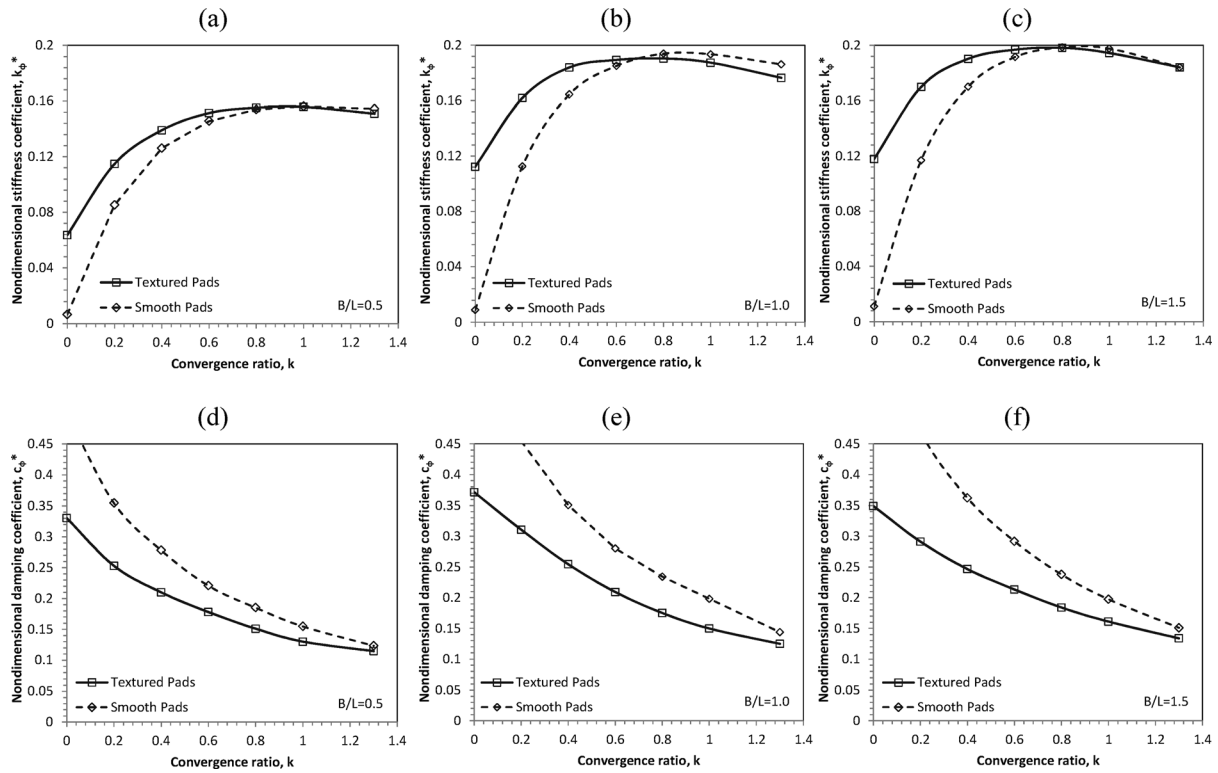 (a)
(b)
(c)
Nondimensional stiffness coefficient, kϕ*
0.2
0.16
0.12
0.08
0.04
0
Textured Pads
Smooth Pads
B/L=0.5
0 0.2 0.4 0.6 0.8 1 1.2 1.4
Convergence ratio, k
Nondimensional stiffness coefficient, kϕ*
0.2
0.16
0.12
0.08
0.04
0
Textured Pads
Smooth Pads
B/L=1.0
0 0.2 0.4 0.6 0.8 1 1.2 1.4
Convergence ratio, k
Nondimensional stiffness coefficient, kϕ*
0.2
0.16
0.12
0.08
0.04
0
Textured Pads
Smooth Pads
B/L=1.5
0 0.2 0.4 0.6 0.8 1 1.2 1.4
Convergence ratio, k
(d)
(e)
(f)
Nondimensional damping coefficient, cϕ*
0.45
0.4
0.35
0.3
0.25
0.2
0.15
0.1
0.05
0
Textured Pads
Smooth Pads
B/L=0.5
0 0.2 0.4 0.6 0.8 1 1.2 1.4
Convergence ratio, k
Nondimensional damping coefficient, cϕ*
0.45
0.4
0.35
0.3
0.25
0.2
0.15
0.1
0.05
0
Textured Pads
Smooth Pads
B/L=1.0
0 0.2 0.4 0.6 0.8 1 1.2 1.4
Convergence ratio, k
Nondimensional damping coefficient, cϕ*
0.45
0.4
0.35
0.3
0.25
0.2
0.15
0.1
0.05
0
Textured Pads
Smooth Pads
B/L=1.5
0 0.2 0.4 0.6 0.8 1 1.2 1.4
Convergence ratio, k